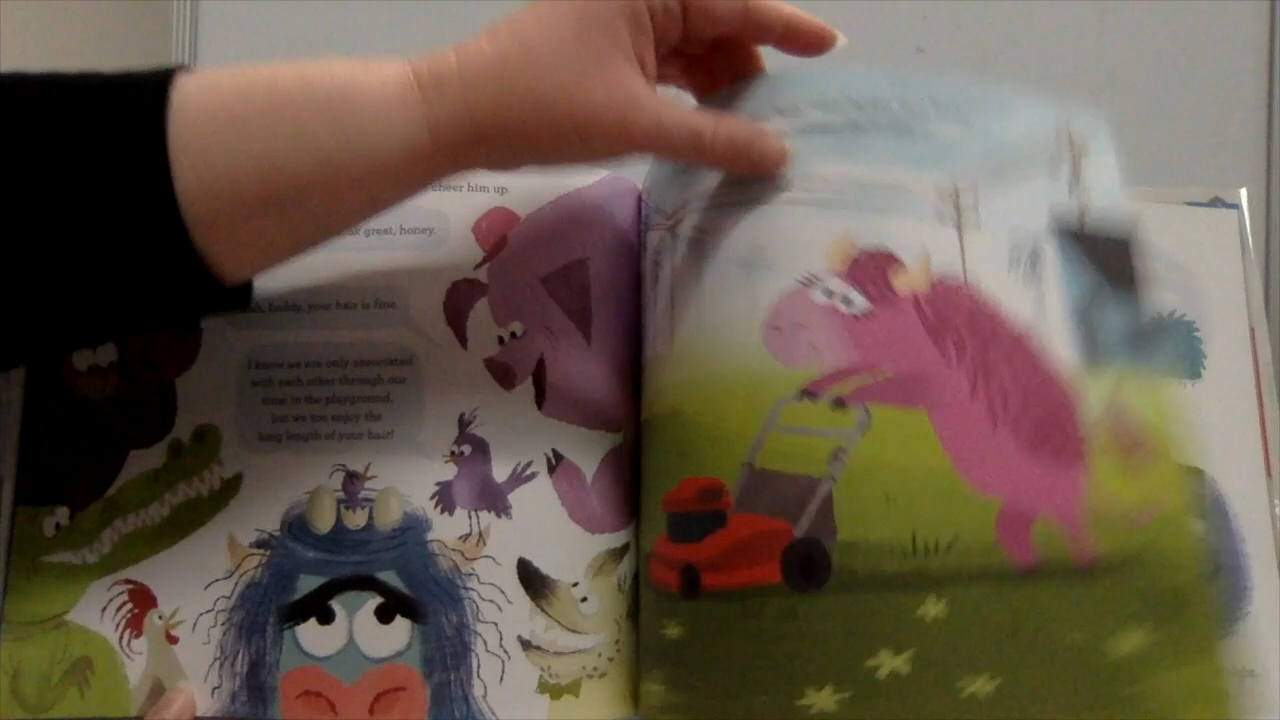 cheer him up.
great, honey.
buddy, your hair is fine.
I know we are only associated
with each other through our
time in the playground,
but we too enjoy the
long length of your hair!